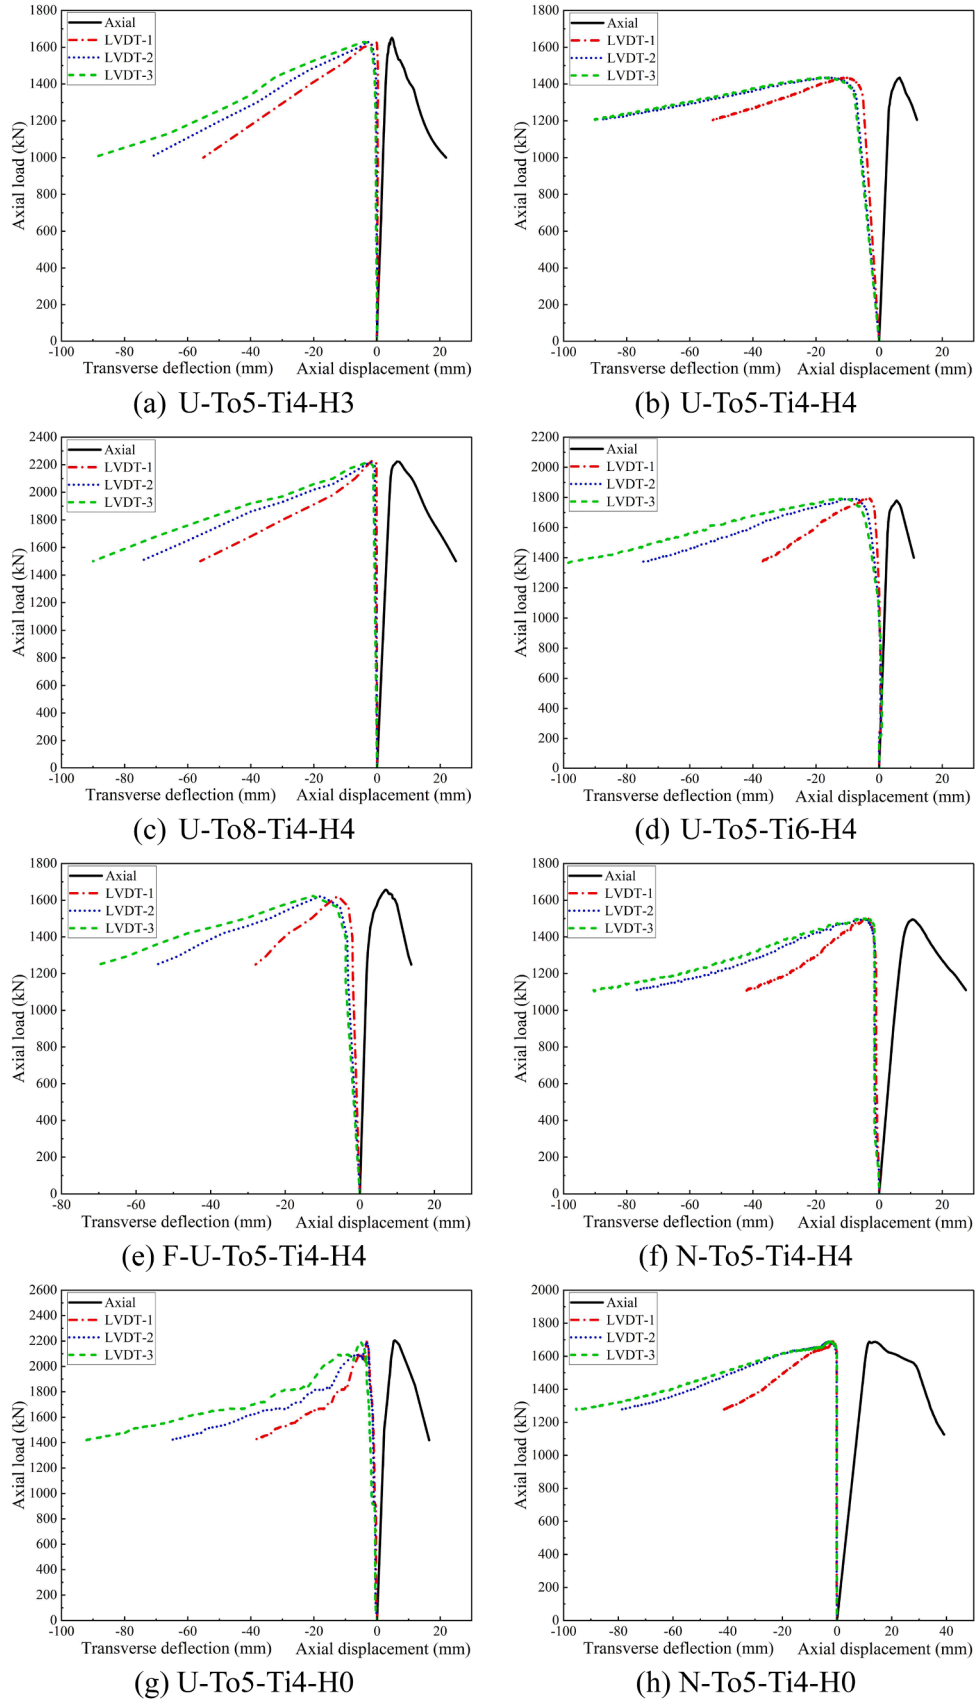 1800
1600
1400
1200
1000
800
600
400
200
0
Axial load (kN)
Axial
LVDT-1
LVDT-2
LVDT-3
-100 -80 -60 -40 -20 0 20
Transverse deflection (mm) Axial displacement (mm)
(a) U-To5-Ti4-H3
1800
1600
1400
1200
1000
800
600
400
200
0
Axial load (kN)
Axial
LVDT-1
LVDT-2
LVDT-3
-100 -80 -60 -40 -20 0 20
Transverse deflection (mm) Axial displacement (mm)
(b) U-To5-Ti4-H4
2400
2200
2000
1800
1600
1400
1200
1000
800
600
400
200
0
Axial load (kN)
Axial
LVDT-1
LVDT-2
LVDT-3
-100 -80 -60 -40 -20 0 20
Transverse deflection (mm) Axial displacement (mm)
(c) U-To8-Ti4-H4
2200
2000
1800
1600
1400
1200
1000
800
600
400
200
0
Axial load (kN)
Axial
LVDT-1
LVDT-2
LVDT-3
-100 -80 -60 -40 -20 0 20
Transverse deflection (mm) Axial displacement (mm)
(d) U-To5-Ti6-H4
1800
1600
1400
1200
1000
800
600
400
200
0
Axial load (kN)
Axial
LVDT-1
LVDT-2
LVDT-3
-80 -60 -40 -20 0 20
Transverse deflection (mm) Axial displacement (mm)
(e) F-U-To5-Ti4-H4
1800
1600
1400
1200
1000
800
600
400
200
0
Axial load (kN)
Axial
LVDT-1
LVDT-2
LVDT-3
-100 -80 -60 -40 -20 0 20
Transverse deflection (mm) Axial displacement (mm)
(f) N-To5-Ti4-H4
2600
2400
2200
2000
1800
1600
1400
1200
1000
800
600
400
200
0
Axial load (kN)
Axial
LVDT-1
LVDT-2
LVDT-3
-100 -80 -60 -40 -20 0 20
Transverse deflection (mm) Axial displacement (mm)
(g) U-To5-Ti4-H0
2000
1800
1600
1400
1200
1000
800
600
400
200
0
Axial load (kN)
Axial
LVDT-1
LVDT-2
LVDT-3
-100 -80 -60 -40 -20 0 20 40
Transverse deflection (mm) Axial displacement (mm)
(h) N-To5-Ti4-H0